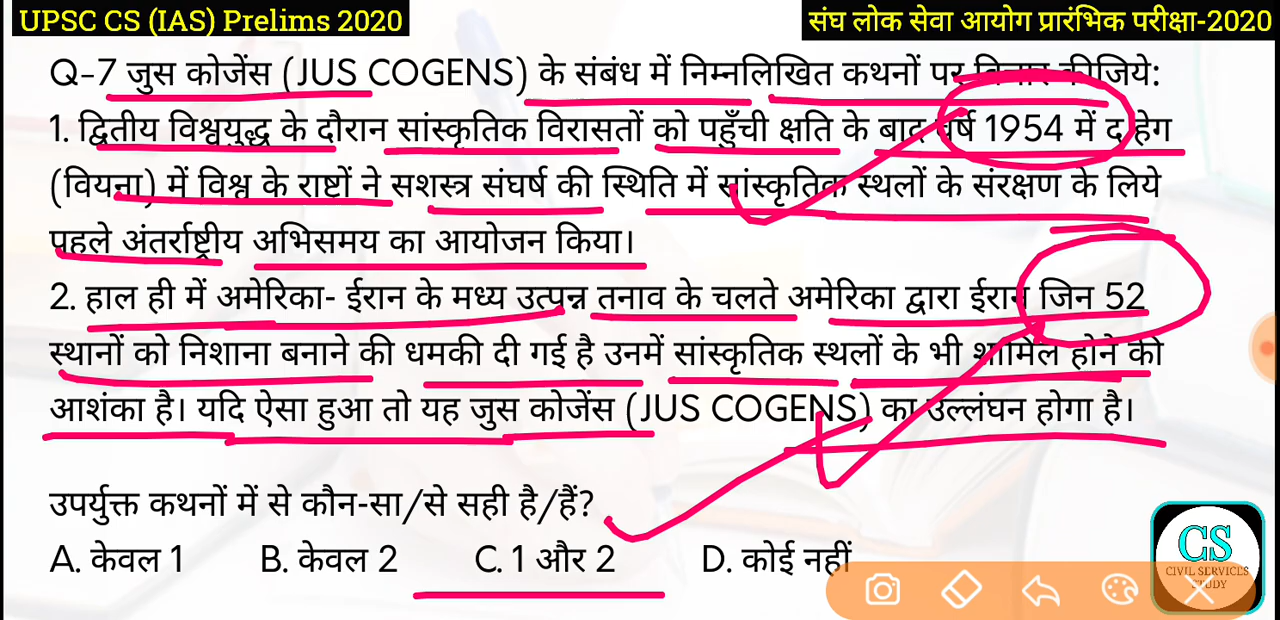 UPSC CS (IAS) Prelims 2020
संघ लोक सेवा आयोग प्रारंभिक परीक्षा-2020
Q-7 जुस कोजेंस (JUS COGENS) के संबंध में निम्नलिखित कथनों पर विचार कीजिये:
1. द्वितीय विश्वयुद्ध के दौरान सांस्कृतिक विरासतों को पहुँची क्षति के बाद वर्ष 1954 में द हेग
(वियना) में विश्व के राष्टों ने सशस्त्र संघर्ष की स्थिति में सांस्कृतिक स्थलों के संरक्षण के लिये
पहले अंतर्राष्ट्रीय अभिसमय का आयोजन किया।
2. हाल ही में अमेरिका- ईरान के मध्य उत्पन्न तनाव के चलते अमेरिका द्वारा ईरान जिन 52
स्थानों को निशाना बनाने की धमकी दी गई है उनमें सांस्कृतिक स्थलों के भी शामिल होने की
आशंका है। यदि ऐसा हुआ तो यह जुस कोजेंस (JUS COGENS) का उल्लंघन होगा है।
उपर्युक्त कथनों में से कौन-सा/से सही है/हैं?
A. केवल 1 B. केवल 2 C. 1 और 2 D. कोई नहीं
CS
CIVIL SERVICES
STUDY